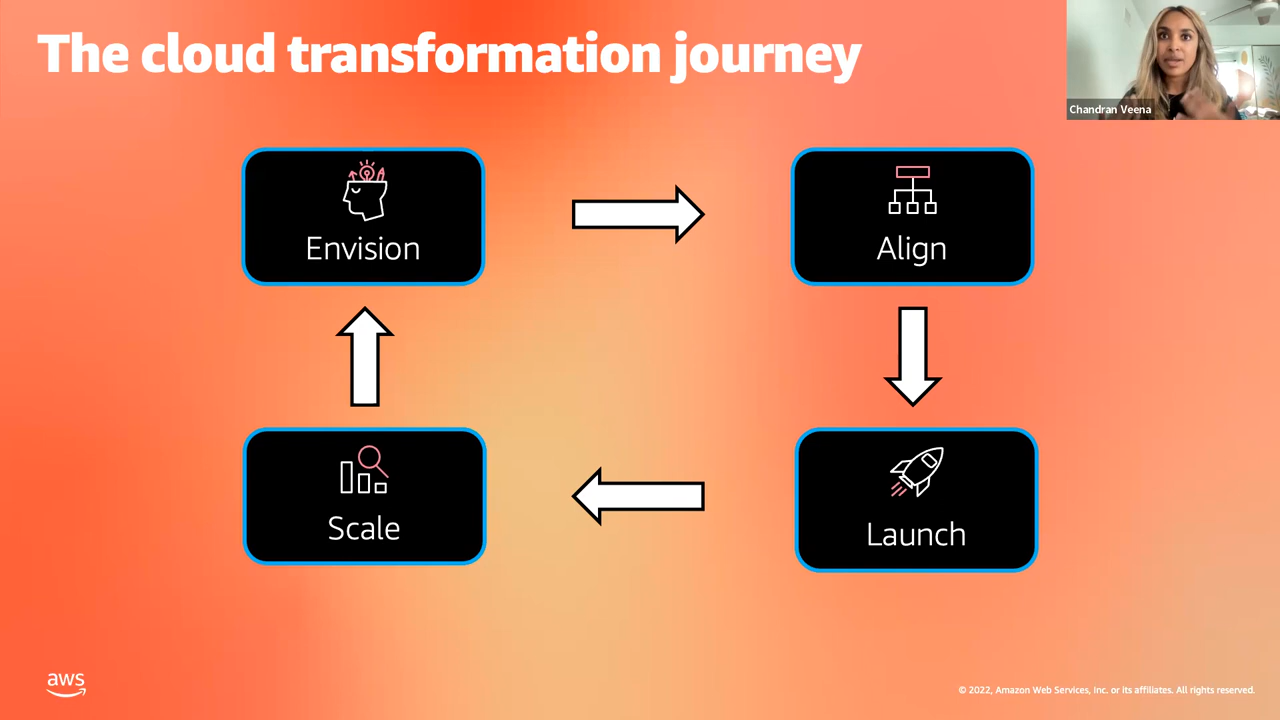 The cloud transformation journey
Chandran Veena
Envision
Align
Scale
Launch
aws
© 2022, Amazon Web Services, Inc. or its affiliates. All rights reserved.